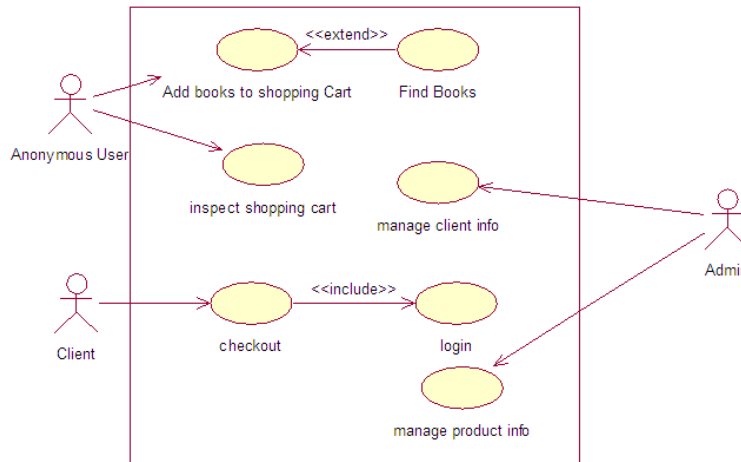 <<extend>>
Add books to shopping Cart
Find Books
Anonymous User
inspect shopping cart
manage client info
Admi
<<include>>
Client
checkout
login
manage product info